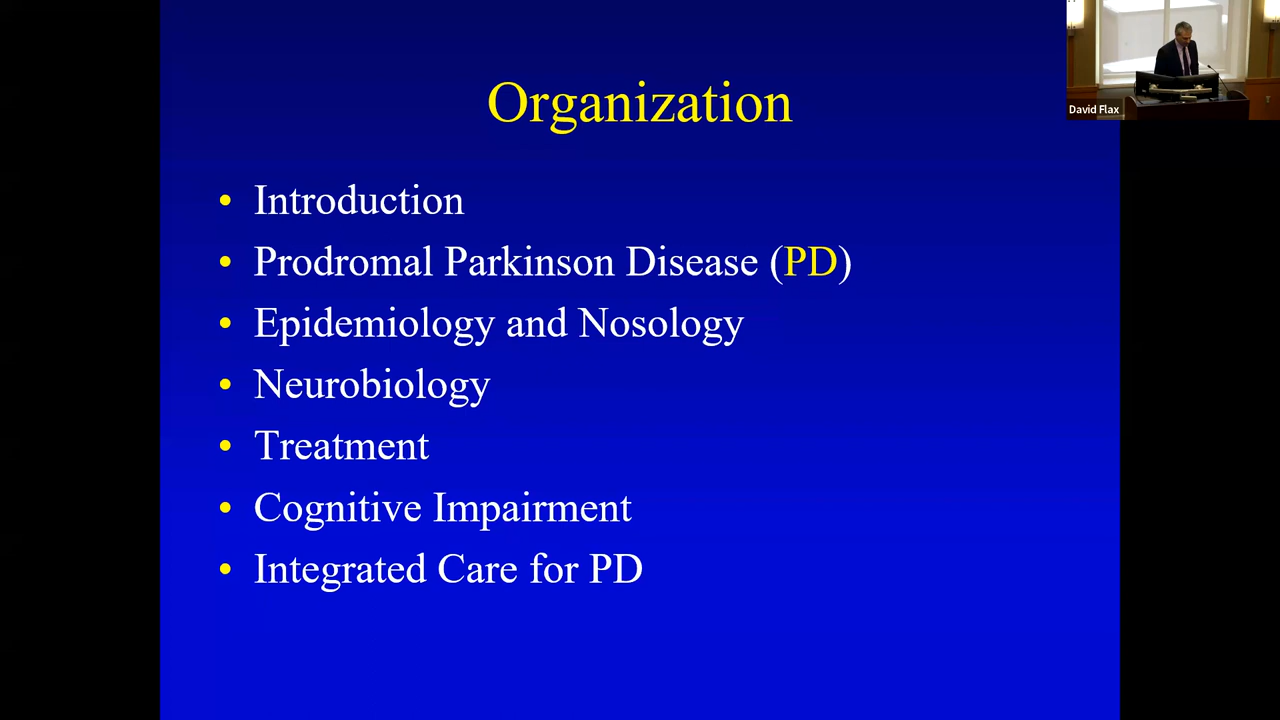 Organization
David Flax
• Introduction
• Prodromal Parkinson Disease (PD)
• Epidemiology and Nosology
• Neurobiology
• Treatment
• Cognitive Impairment
• Integrated Care for PD